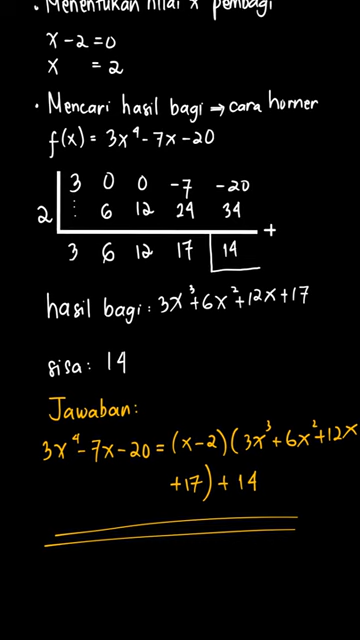 • Menentukan nilai x pembagi
x - 2 = 0
x = 2
• Mencari hasil bagi → cara horner
f(x) = 3x⁴ - 7x - 20
3 0 0 -7 -20
2 ⋮ 6 12 24 34 +
3 6 12 17 14
hasil bagi : 3x³ + 6x² + 12x + 17
sisa : 14
Jawaban :
3x⁴ - 7x - 20 = (x - 2) (3x³ + 6x² + 12x
+ 17) + 14